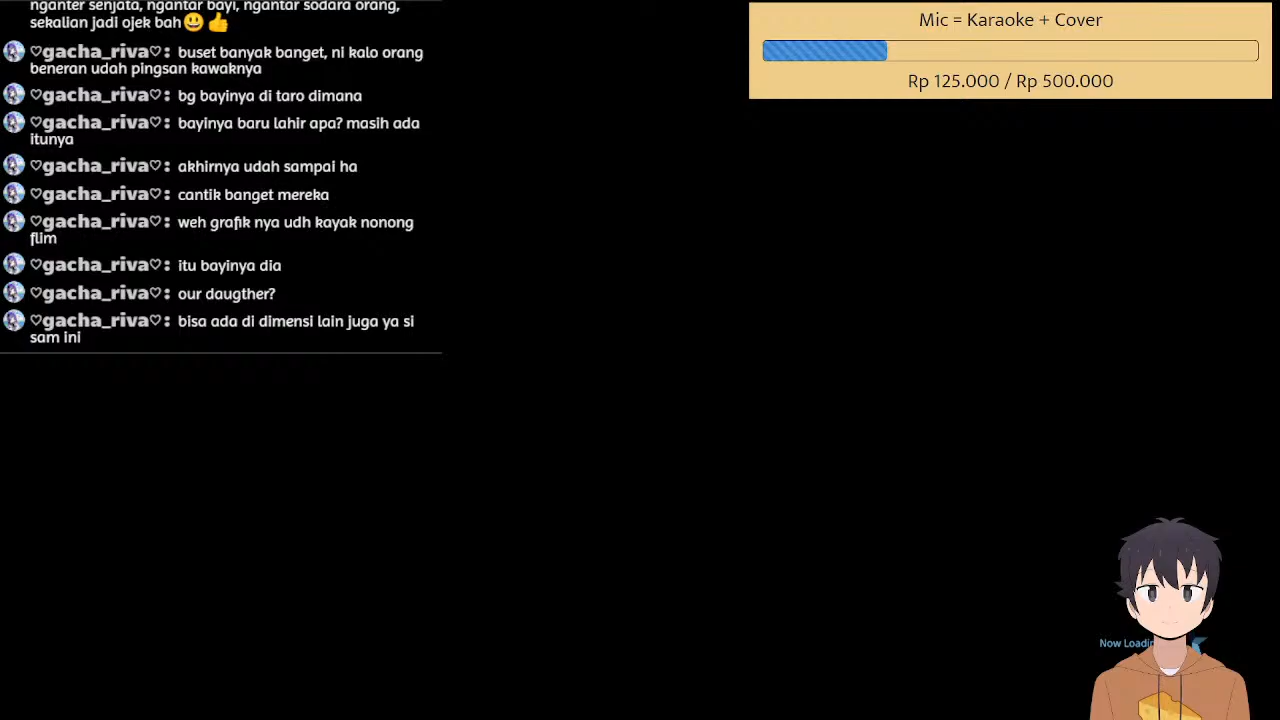 nganter senjata, ngantar bayi, ngantar sodara orang,
sekalian jadi ojek bah😃👍
♡gacha_riva♡: buset banyak banget, ni kalo orang
beneran udah pingsan kawaknya
♡gacha_riva♡: bg bayinya di taro dimana
♡gacha_riva♡: bayinya baru lahir apa? masih ada
itunya
♡gacha_riva♡: akhirnya udah sampai ha
♡gacha_riva♡: cantik banget mereka
♡gacha_riva♡: weh grafik nya udh kayak nonong
flim
♡gacha_riva♡: itu bayinya dia
♡gacha_riva♡: our daugther?
♡gacha_riva♡: bisa ada di dimensi lain juga ya si
sam ini
Mic = Karaoke + Cover
Rp 125.000 / Rp 500.000
Now